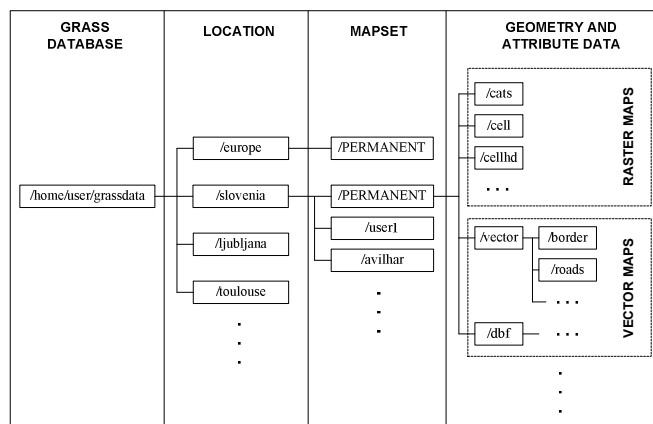 GRASS
DATABASE
LOCATION
MAPSET
GEOMETRY AND
ATTRIBUTE DATA
/home/user/grassdata
/europe
/slovenia
/ljubljana
/toulouse
/PERMANENT
/PERMANENT
/user1
/avilhar
/cats
/cell
/cellhd
. . .
RASTER MAPS
/vector
/border
/roads
. . .
/dbf
. . .
VECTOR MAPS